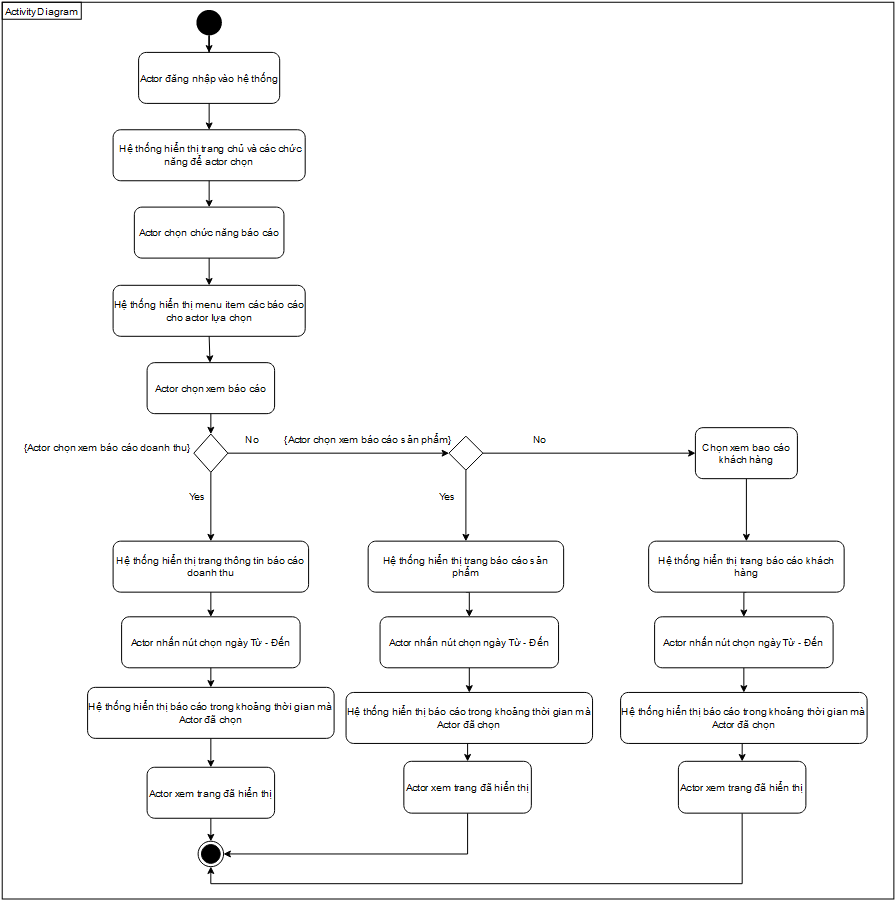 ActivityDiagram
Actor đăng nhập vào hệ thống
Hệ thống hiển thị trang chủ và các chức
năng để actor chọn
Actor chọn chức năng báo cáo
Hệ thống hiển thị menu item các báo cáo
cho actor lựa chọn
Actor chọn xem báo cáo
{Actor chọn xem báo cáo doanh thu}
No
{Actor chọn xem báo cáo sản phẩm}
No
Chọn xem bao cáo
khách hàng
Yes
Yes
Hệ thống hiển thị trang thông tin báo cáo
doanh thu
Hệ thống hiển thị trang báo cáo sản
phẩm
Hệ thống hiển thị trang báo cáo khách
hàng
Actor nhấn nút chọn ngày Từ - Đến
Actor nhấn nút chọn ngày Từ - Đến
Actor nhấn nút chọn ngày Từ - Đến
Hệ thống hiển thị báo cáo trong khoảng thời gian mà
Actor đã chọn
Hệ thống hiển thị báo cáo trong khoảng thời gian mà
Actor đã chọn
Hệ thống hiển thị báo cáo trong khoảng thời gian mà
Actor đã chọn
Actor xem trang đã hiển thị
Actor xem trang đã hiển thị
Actor xem trang đã hiển thị